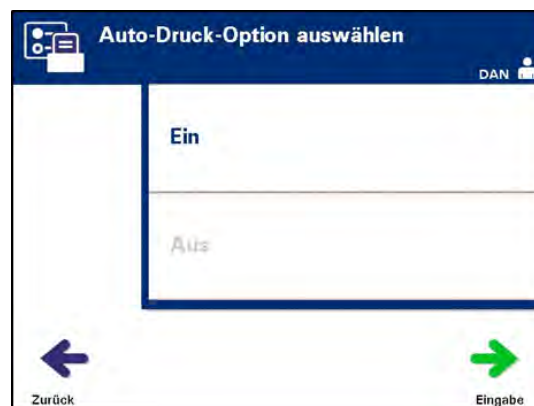 Auto-Druck-Option auswählen
DAN
Ein
Aus
Zurück
Eingabe